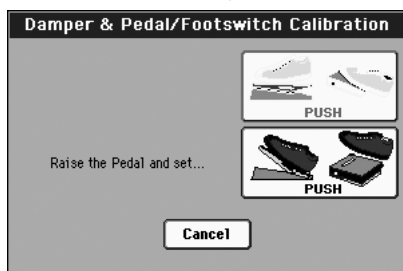 Damper & Pedal/Footswitch Calibration
PUSH
Raise the Pedal and set...
PUSH
Cancel